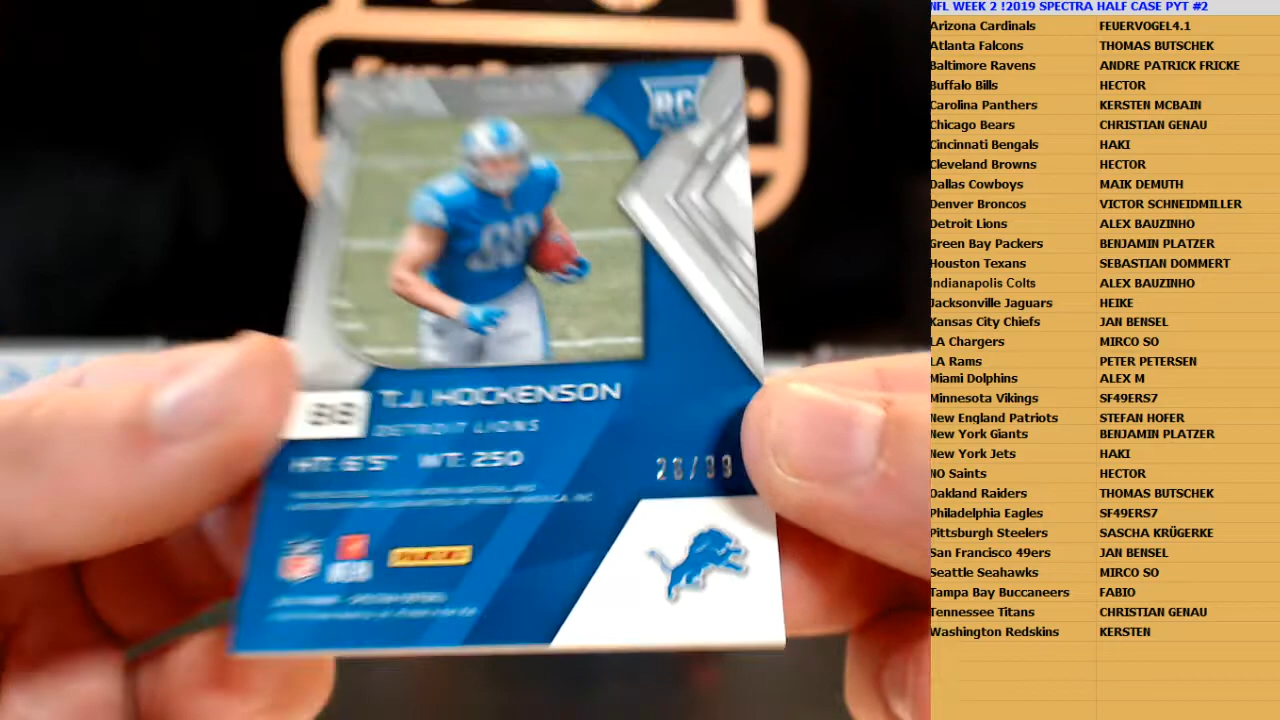 RC
88
T.J. HOCKENSON
DETROIT LIONS
HT: 6'5" WT: 250
PANINI
NFL WEEK 2 !2019 SPECTRA HALF CASE PYT #2
Arizona Cardinals FEUERVOGEL4.1
Atlanta Falcons THOMAS BUTSCHEK
Baltimore Ravens ANDRE PATRICK FRICKE
Buffalo Bills HECTOR
Carolina Panthers KERSTEN MCBAIN
Chicago Bears CHRISTIAN GENAU
Cincinnati Bengals HAKI
Cleveland Browns HECTOR
Dallas Cowboys MAIK DEMUTH
Denver Broncos VICTOR SCHNEIDMILLER
Detroit Lions ALEX BAUZINHO
Green Bay Packers BENJAMIN PLATZER
Houston Texans SEBASTIAN DOMMERT
Indianapolis Colts ALEX BAUZINHO
Jacksonville Jaguars HEIKE
Kansas City Chiefs JAN BENSEL
LA Chargers MIRCO SO
LA Rams PETER PETERSEN
Miami Dolphins ALEX M
Minnesota Vikings SF49ERS7
New England Patriots STEFAN HOFER
New York Giants BENJAMIN PLATZER
New York Jets HAKI
NO Saints HECTOR
Oakland Raiders THOMAS BUTSCHEK
Philadelphia Eagles SF49ERS7
Pittsburgh Steelers SASCHA KRÜGERKE
San Francisco 49ers JAN BENSEL
Seattle Seahawks MIRCO SO
Tampa Bay Buccaneers FABIO
Tennessee Titans CHRISTIAN GENAU
Washington Redskins KERSTEN